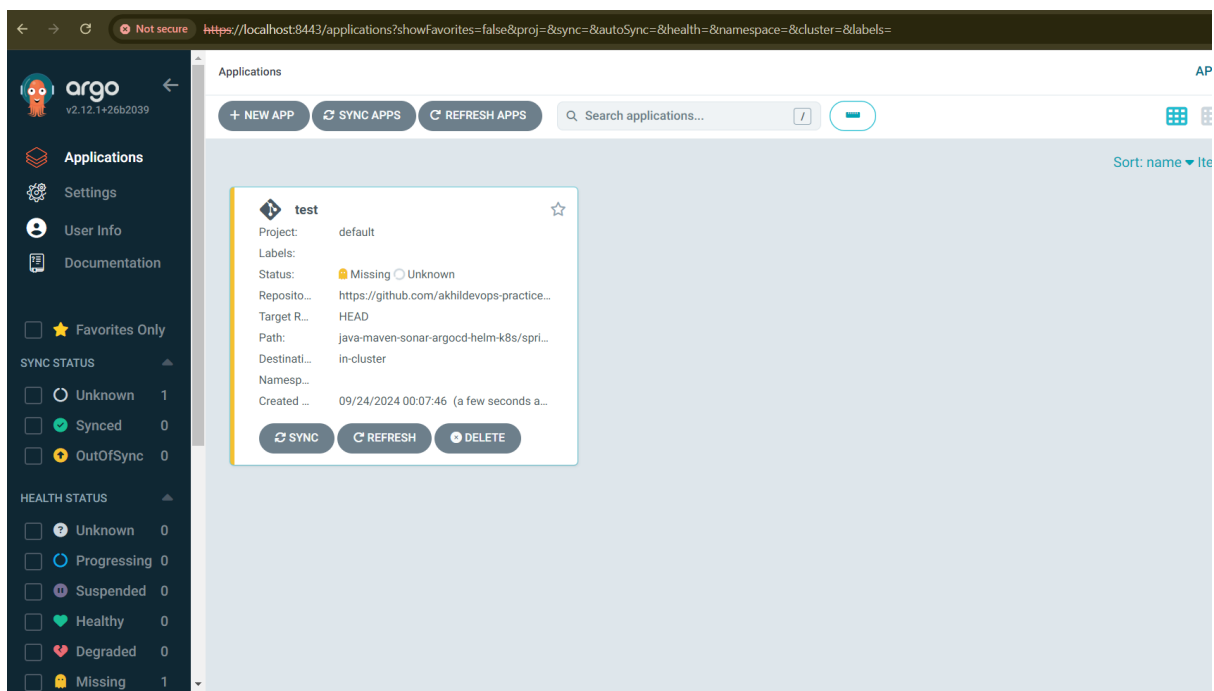 Not secure https://localhost:8443/applications?showFavorites=false&proj=&sync=&autoSync=&health=&namespace=&cluster=&labels=
argo
v2.12.1+26b2039
Applications
Settings
User Info
Documentation
Favorites Only
SYNC STATUS
Unknown 1
Synced 0
OutOfSync 0
HEALTH STATUS
Unknown 0
Progressing 0
Suspended 0
Healthy 0
Degraded 0
Missing 1
Applications AP
+ NEW APP SYNC APPS REFRESH APPS Search applications... /
Sort: name Ite
test
Project: default
Labels:
Status: Missing Unknown
Reposito... https://github.com/akhildevops-practice...
Target R... HEAD
Path: java-maven-sonar-argocd-helm-k8s/spri...
Destinati... in-cluster
Namesp...
Created ... 09/24/2024 00:07:46 (a few seconds a...
SYNC REFRESH DELETE